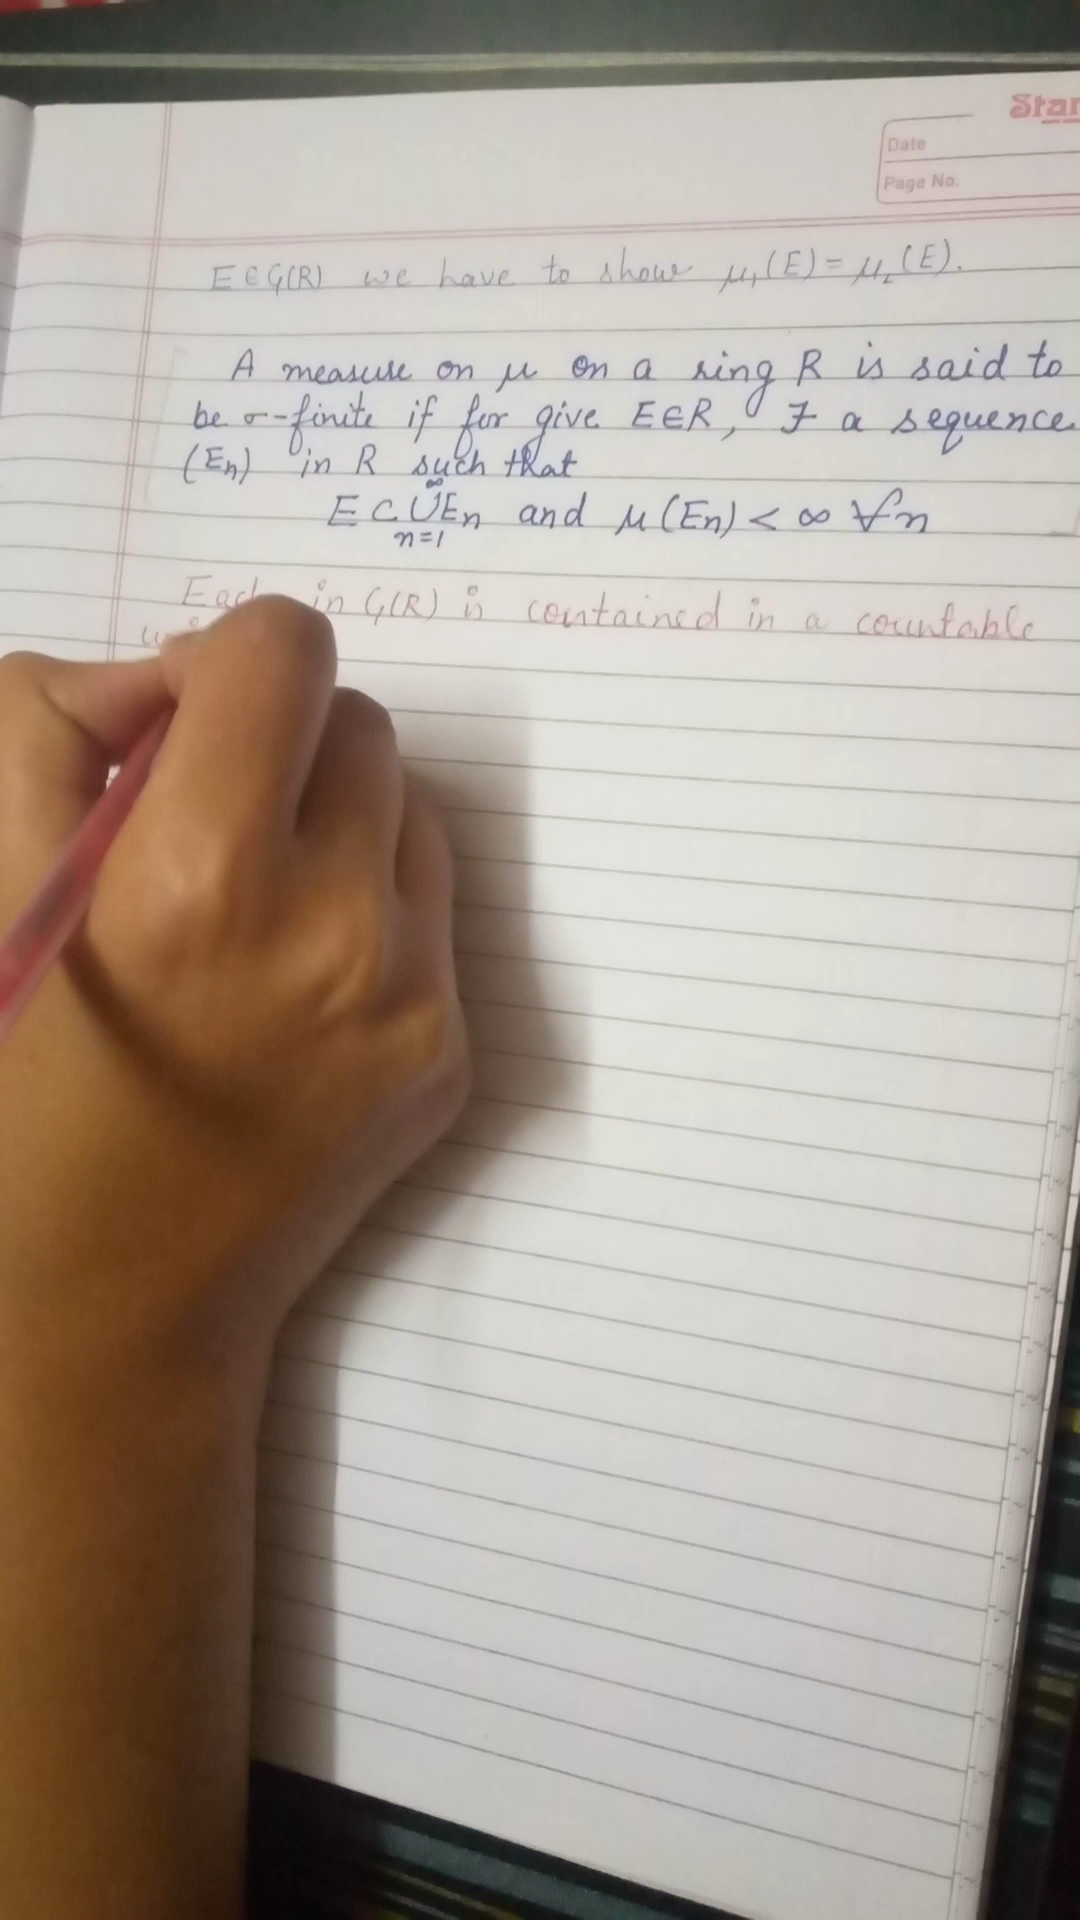 Star
Date
Page No.
E ∈ G(R) we have to show μ₁(E) = μ₂(E).
A measure on μ on a ring R is said to
be σ-finite if for give E∈R, ∃ a sequence
(En) in R such that
E ⊂ ∞∪n=1 En and μ(En) < ∞ ∀ n
in G(R) is contained in a countable